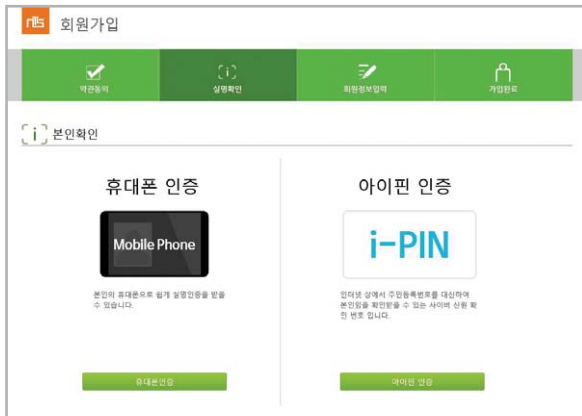 nts 회원가입
약관동의
실명확인
회원정보입력
가입완료
[i] 본인확인
휴대폰 인증
Mobile Phone
본인의 휴대폰으로 쉽게 실명인증을 받을
수 있습니다.
휴대폰인증
아이핀 인증
i-PIN
인터넷 상에서 주민등록번호를 대신하여
본인임을 확인받을 수 있는 사이버 신원 확
인 번호 입니다.
아이핀 인증